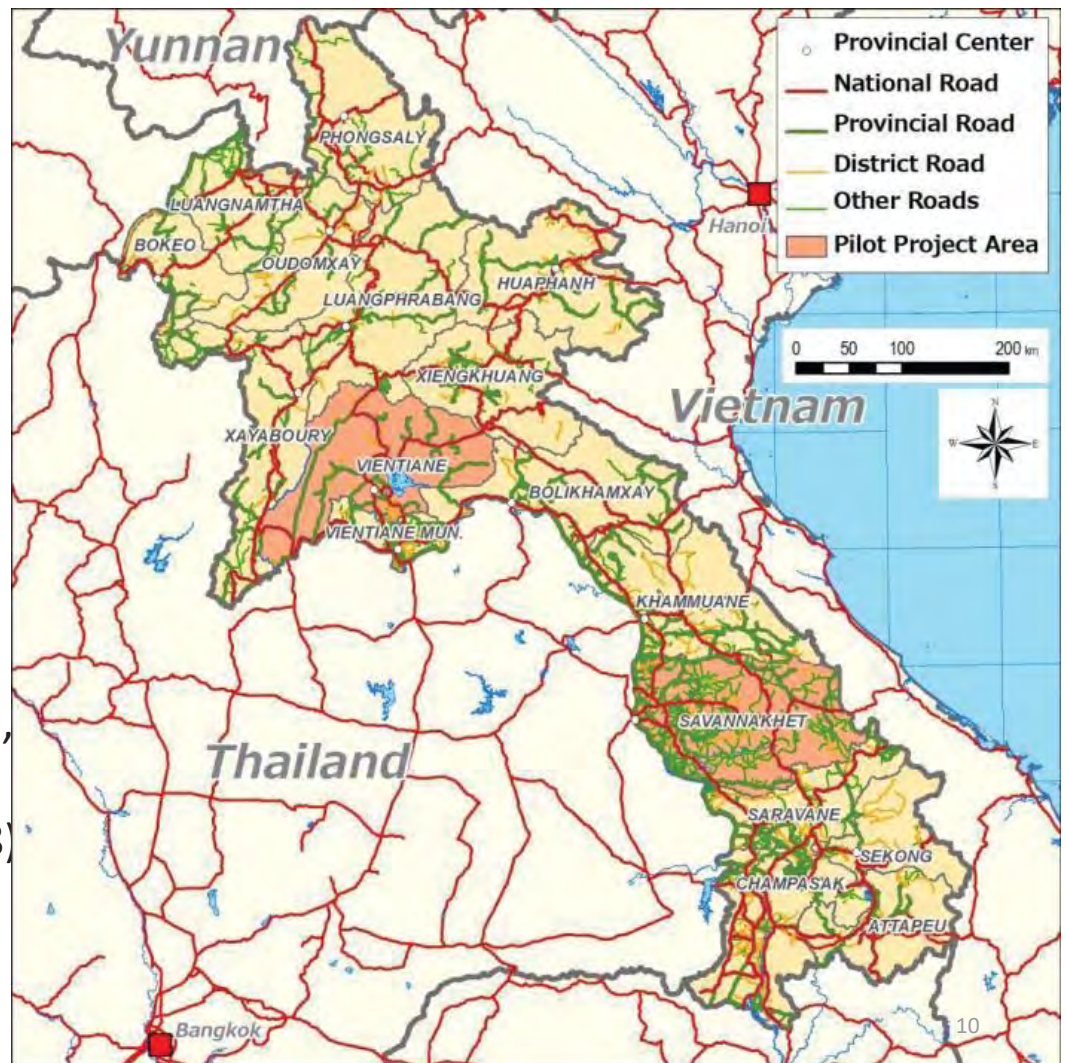 Yunnan
Provincial Center
National Road
Provincial Road
District Road
Other Roads
Pilot Project Area
PHONGSALY
LUANGNAMTHA
Hanoi
BOKEO
OUDOMXAY
HUAPHANH
LUANGPHRABANG
0 50 100 200 km
XIENGKHUANG
Vietnam
N
W E
S
XAYABOURY
VIENTIANE
BOLIKHAMXAY
VIENTIANE MUN.
KHAMMUANE
SAVANNAKHET
,
Thailand
SARAVANE
)
SEKONG
CHAMPASAK
ATTAPEU
Bangkok
10